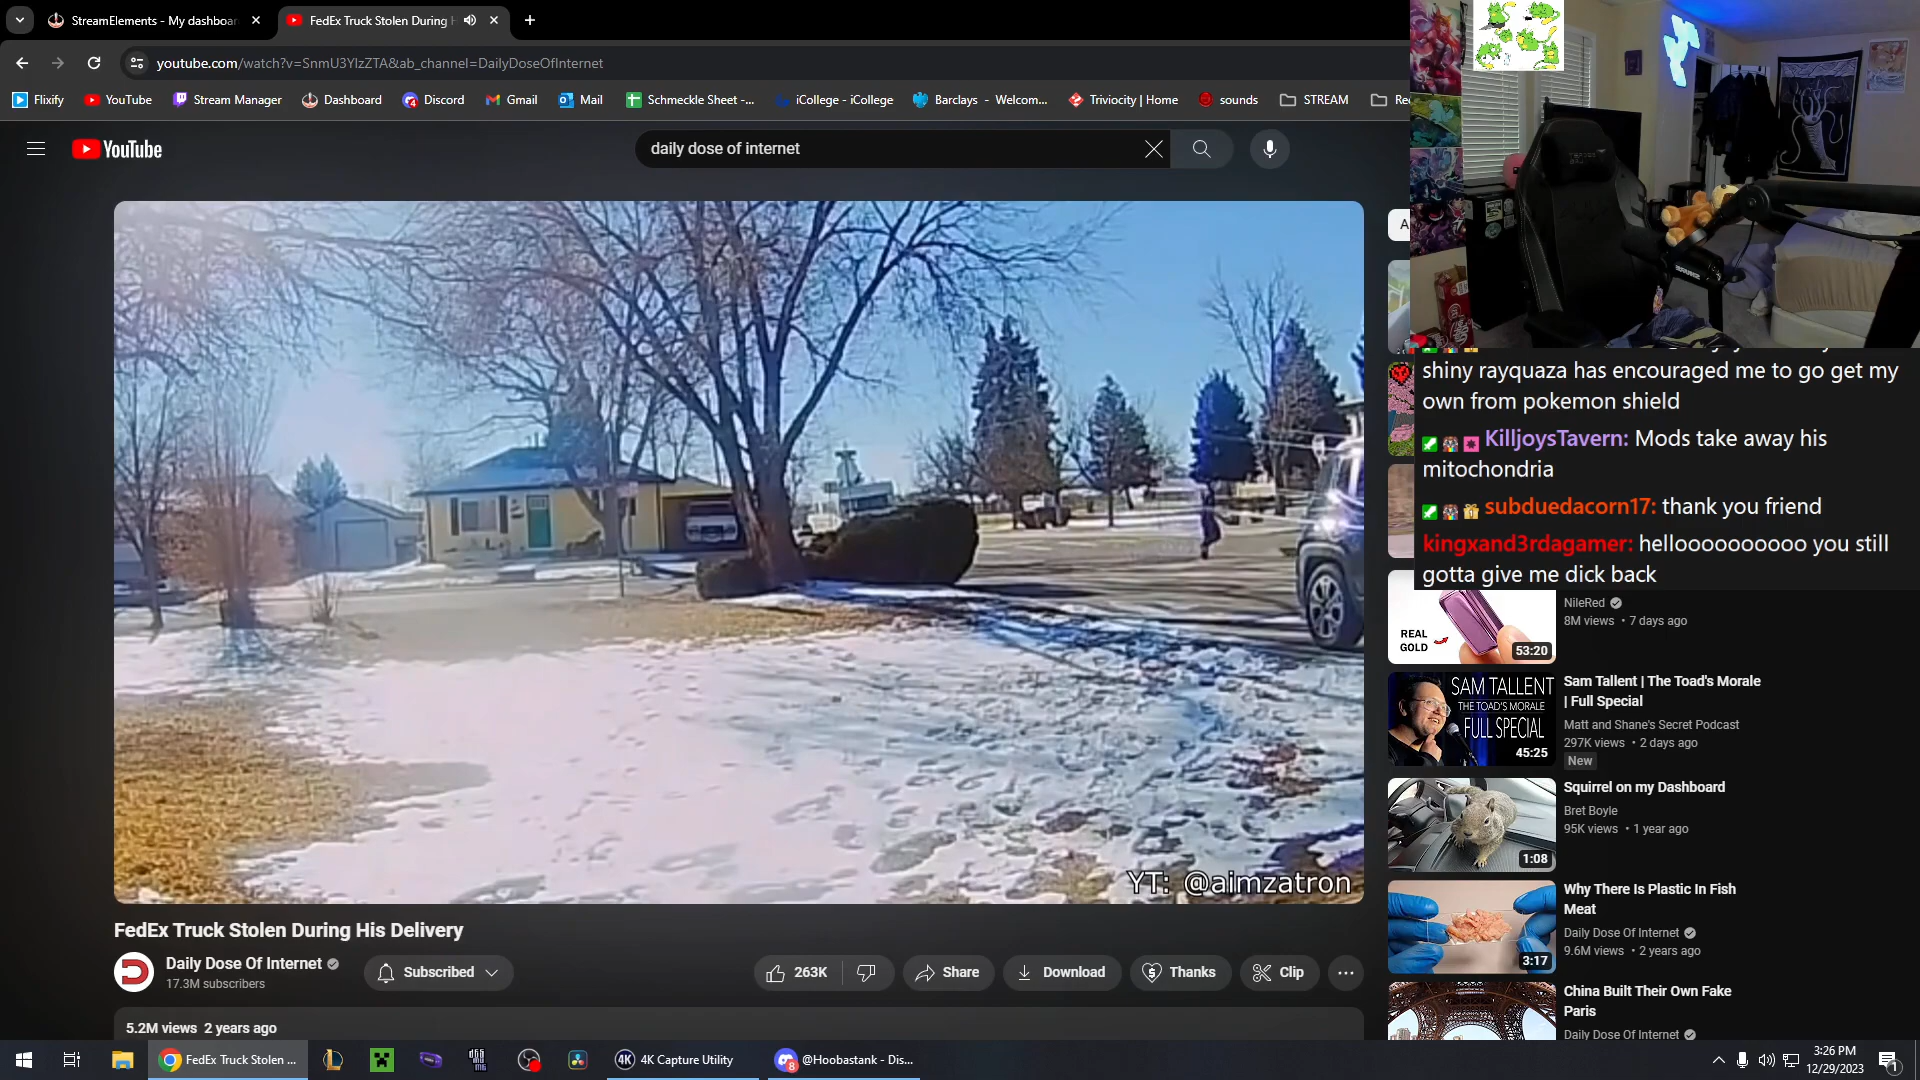 StreamElements - My dashboar
FedEx Truck Stolen During H
youtube.com/watch?v=SnmU3YIzZTA&ab_channel=DailyDoseOfInternet
Flixify
YouTube
Stream Manager
Dashboard
Discord
Gmail
Mail
Schmeckle Sheet -...
iCollege - iCollege
Barclays - Welcom...
Triviocity | Home
sounds
STREAM
Re
YouTube
daily dose of internet
A
shiny rayquaza has encouraged me to go get my
own from pokemon shield
KilljoysTavern: Mods take away his
mitochondria
subduedacorn17: thank you friend
kingxand3rdagamer: helloooooooooo you still
gotta give me dick back
YT: @aimzatron
FedEx Truck Stolen During His Delivery
Daily Dose Of Internet
17.3M subscribers
Subscribed
263K
Share
Download
Thanks
Clip
5.2M views 2 years ago
REAL
GOLD
53:20
NileRed
8M views • 7 days ago
SAM TALLENT
THE TOAD'S MORALE
FULL SPECIAL
45:25
Sam Tallent | The Toad's Morale
| Full Special
Matt and Shane's Secret Podcast
297K views • 2 days ago
New
1:08
Squirrel on my Dashboard
Bret Boyle
95K views • 1 year ago
3:17
Why There Is Plastic In Fish
Meat
Daily Dose Of Internet
9.6M views • 2 years ago
China Built Their Own Fake
Paris
Daily Dose Of Internet
FedEx Truck Stolen ...
4K
4K Capture Utility
8
@Hoobastank - Dis...
3:26 PM
12/29/2023
1